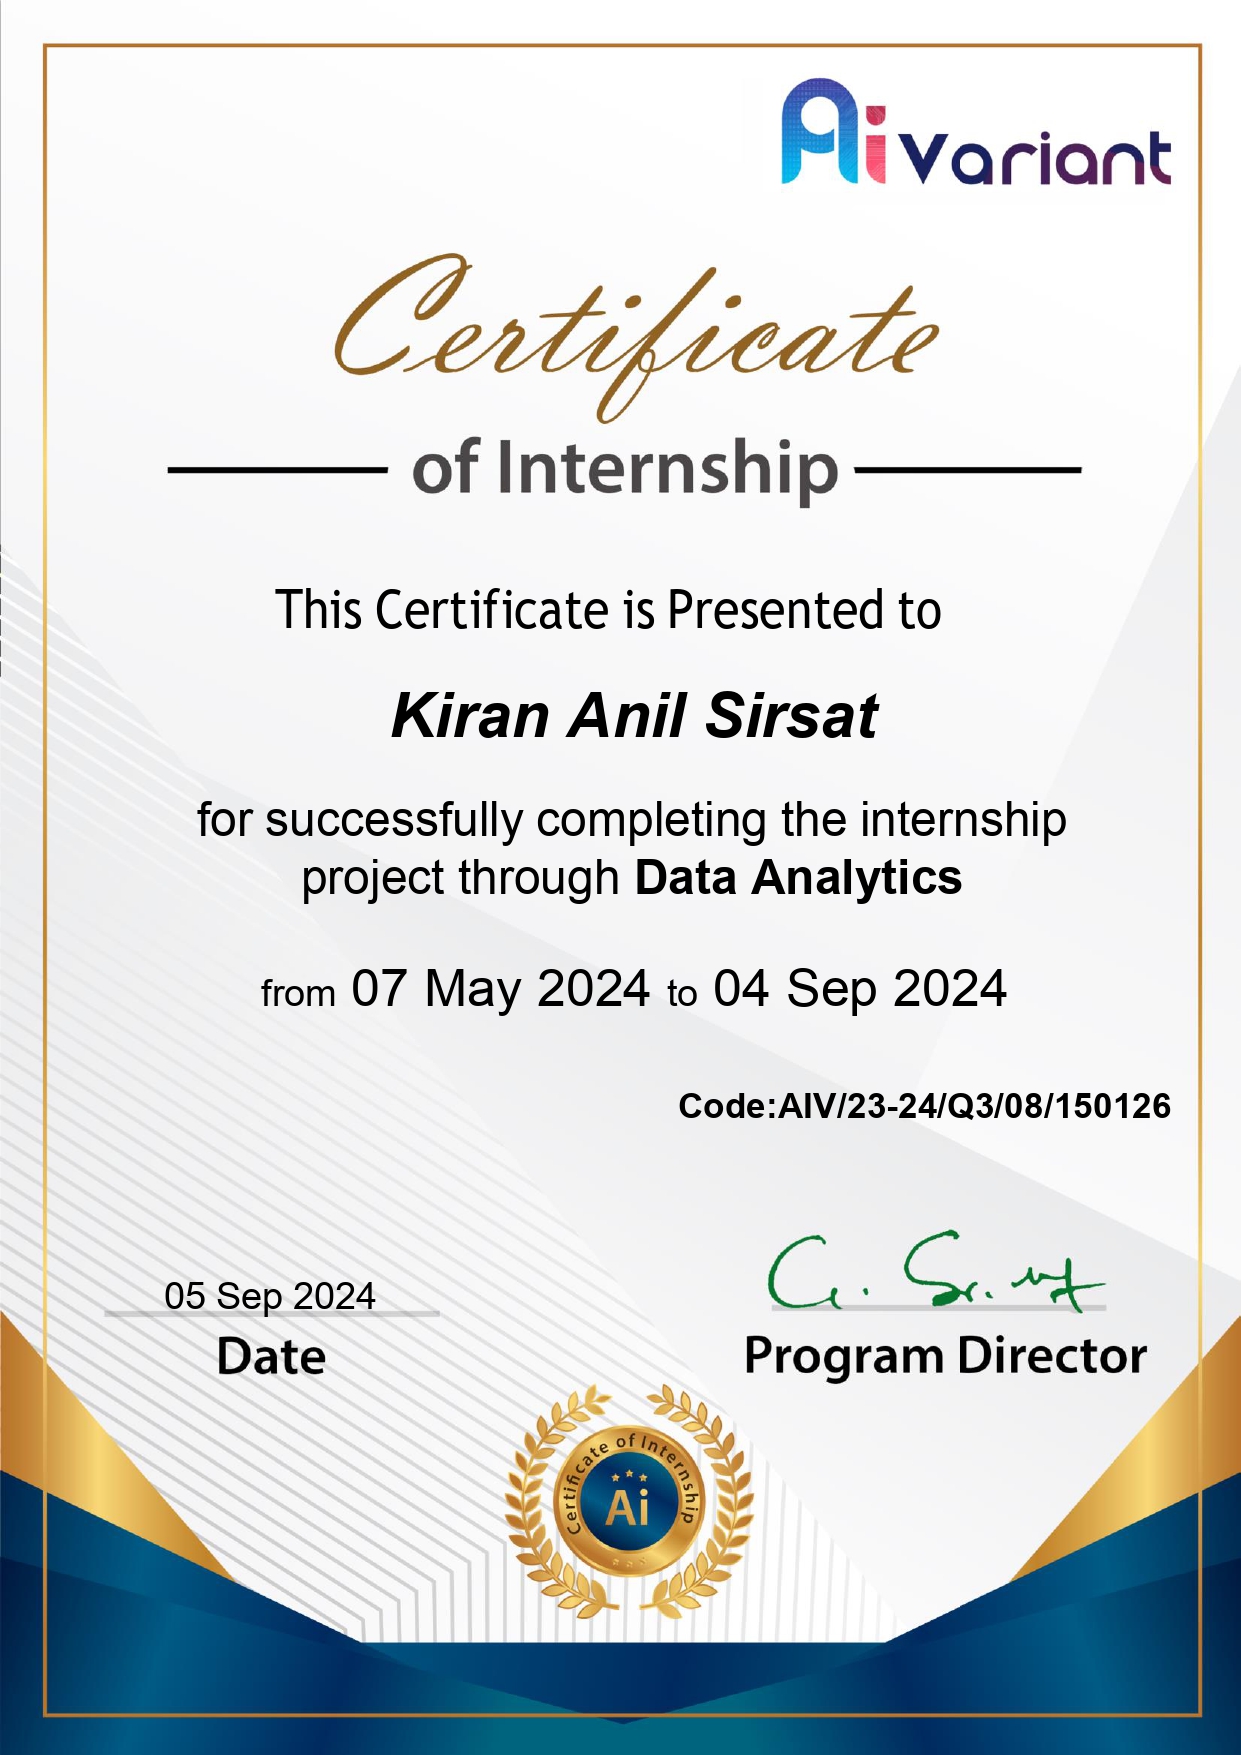 Ai Variant
Certificate
of Internship
This Certificate is Presented to
Kiran Anil Sirsat
for successfully completing the internship
project through Data Analytics
from 07 May 2024 to 04 Sep 2024
Code:AIV/23-24/Q3/08/150126
05 Sep 2024
Date
Program Director
Certificate of Internship
Ai